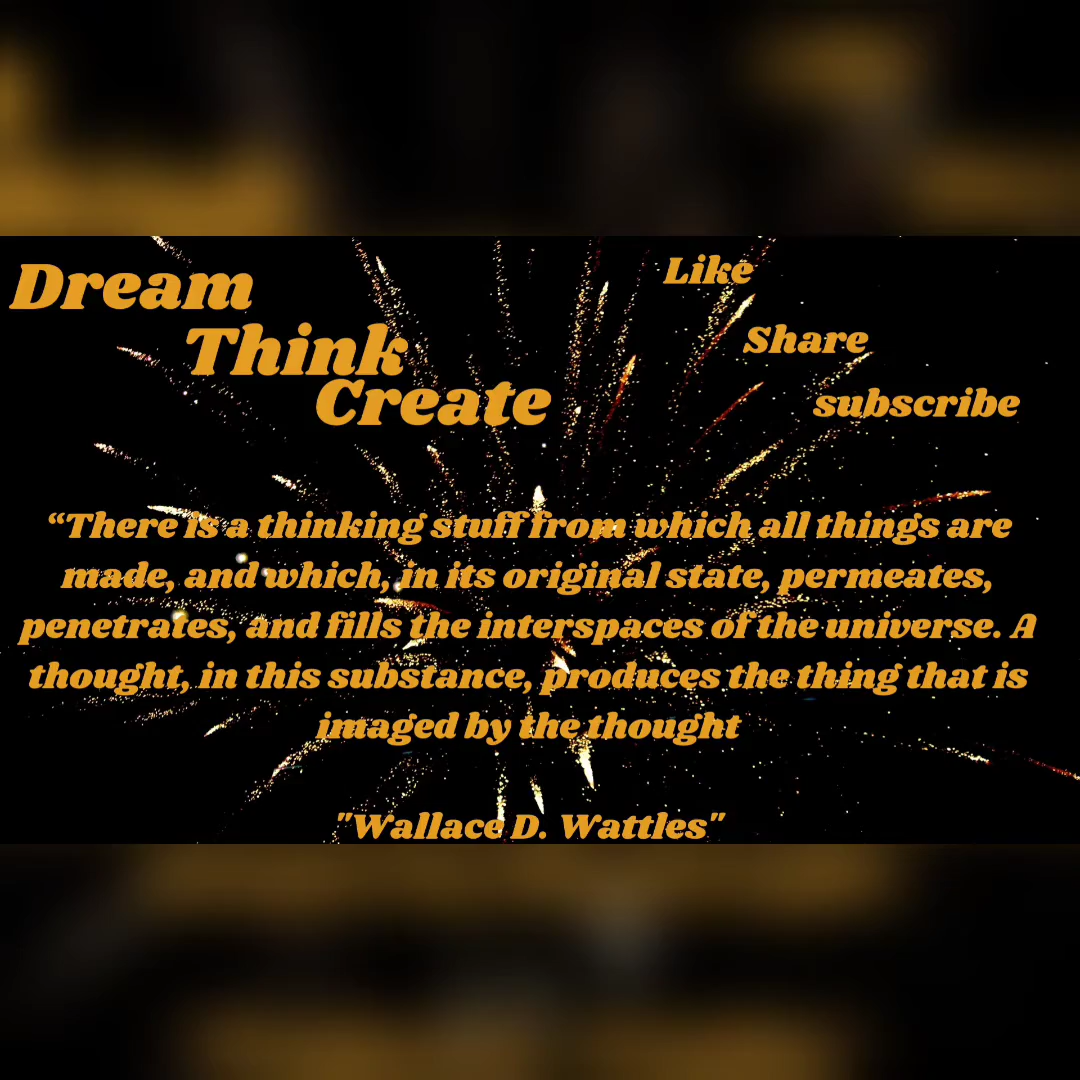 Dream
Think
Create
Like
Share
subscribe
“There is a thinking stuff from which all things are
made, and which, in its original state, permeates,
penetrates, and fills the interspaces of the universe. A
thought, in this substance, produces the thing that is
imaged by the thought
"Wallace D. Wattles"